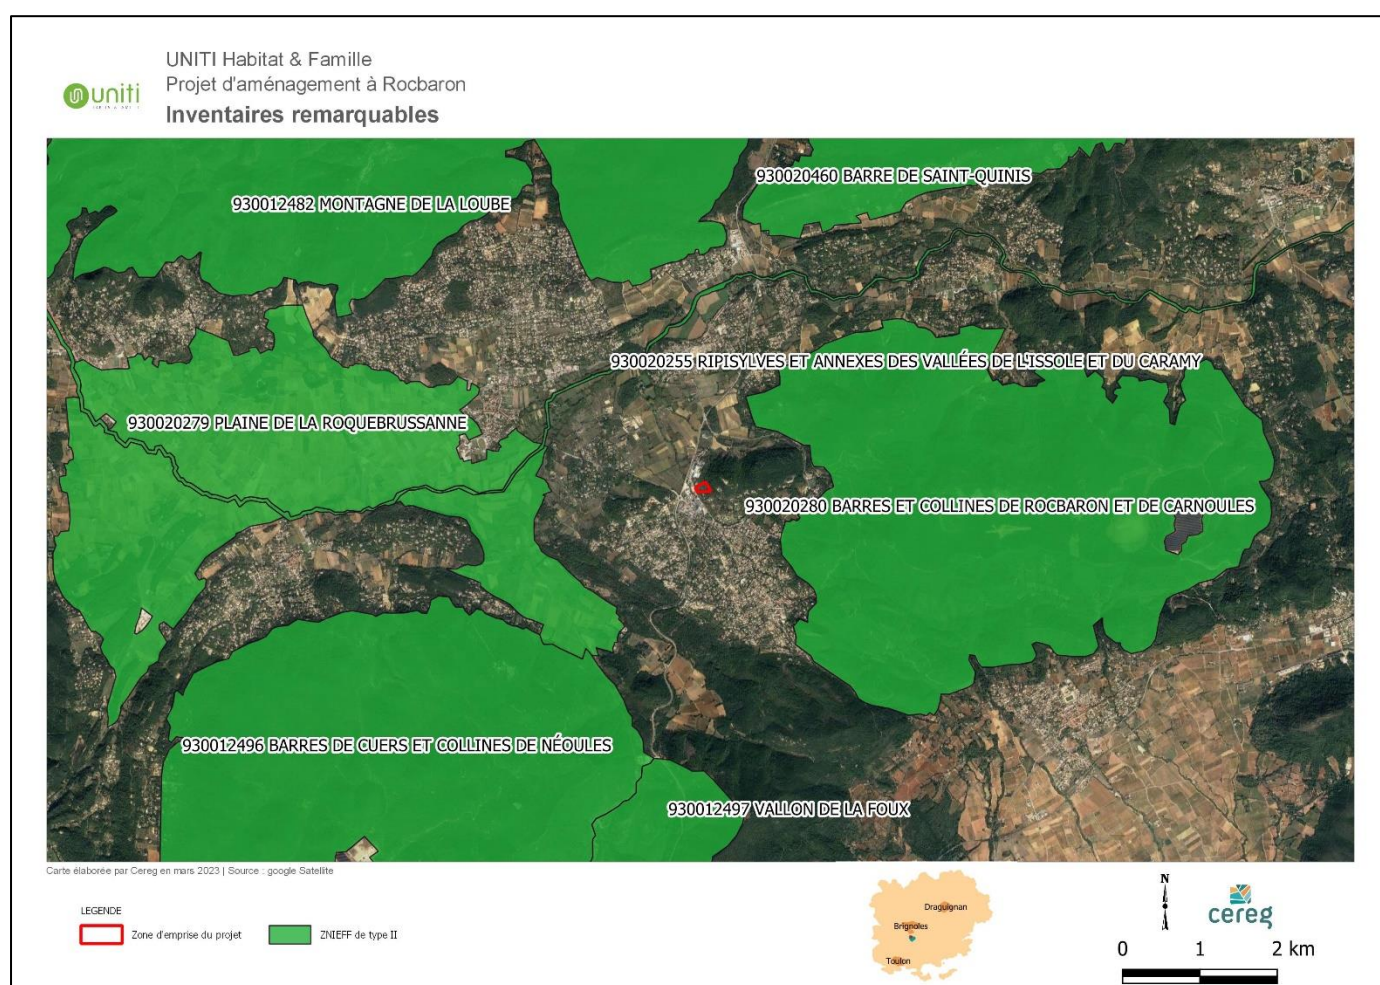 UNITI Habitat & Famille
Projet d'aménagement à Rocbaron
uniti
Inventaires remarquables
930020460 BARRE DE SAINT-QUINIS
930012482 MONTAGNE DE LA LOUBE
930020255 RIPISYLVES ET ANNEXES DES VALLÉES DE L'ISSOLE ET DU CARAMY
930020279 PLAINE DE LA ROQUEBRUSSANNE
930020280 BARRES ET COLLINES DE ROCBARON ET DE CARNOULES
930012496 BARRES DE CUERS ET COLLINES DE NÉOULES
930012497 VALLON DE LA FOUX
Carte élaborée par Cereg en mars 2023 | Source : google Satellite
LEGENDE
Zone d'emprise du projet
ZNIEFF de type II
Draguignan
Brignoles
Toulon
N
cereg
0 1 2 km